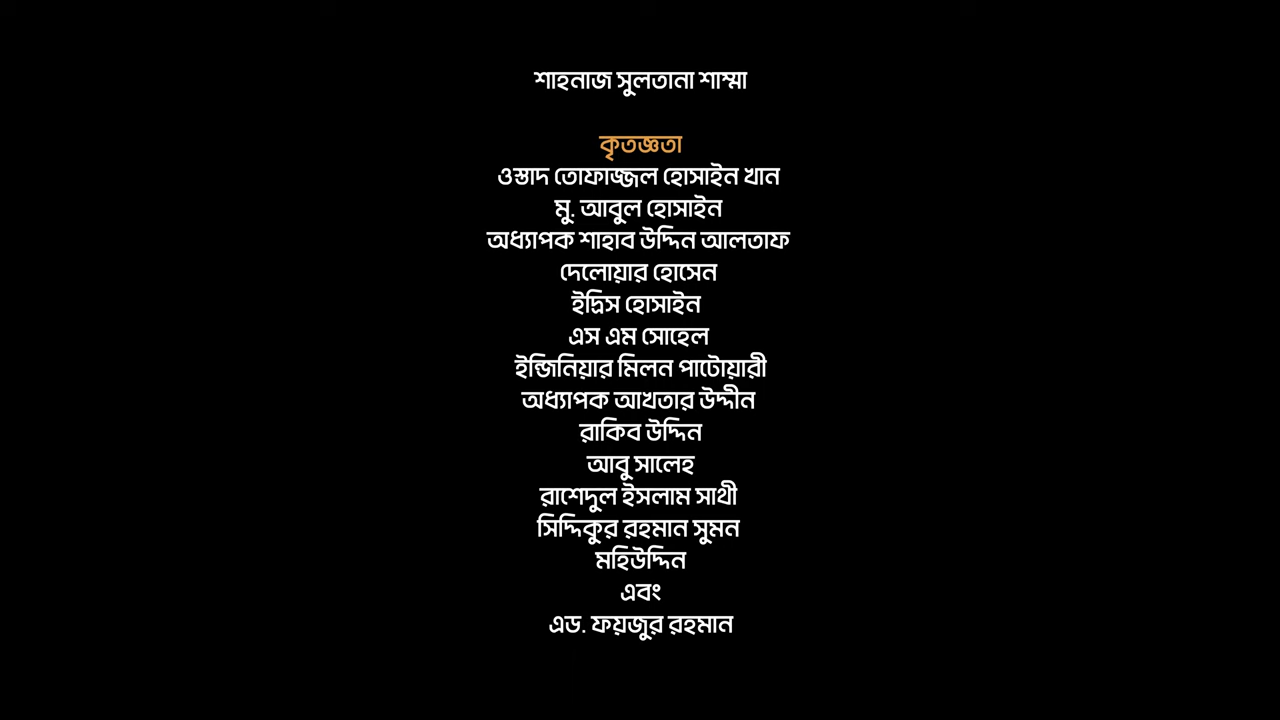 শাহনাজ সুলতানা শাম্মা
কৃতজ্ঞতা
ওস্তাদ তোফাজ্জল হোসাইন খান
মু. আবুল হোসাইন
অধ্যাপক শাহাব উদ্দিন আলতাফ
দেলোয়ার হোসেন
ইদ্রিস হোসাইন
এস এম সোহেল
ইন্জিনিয়ার মিলন পাটোয়ারী
অধ্যাপক আখতার উদ্দীন
রাকিব উদ্দিন
আবু সালেহ
রাশেদুল ইসলাম সাথী
সিদ্দিকুর রহমান সুমন
মহিউদ্দিন
এবং
এড. ফয়জুর রহমান